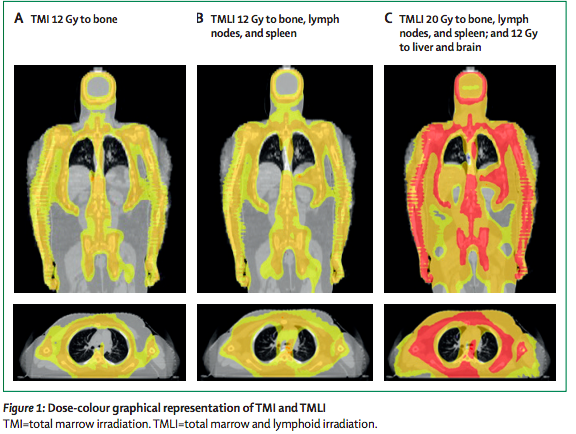 A TMI 12 Gy to bone
B TMLI 12 Gy to bone, lymph
nodes, and spleen
C TMLI 20 Gy to bone, lymph
nodes, and spleen; and 12 Gy
to liver and brain
Figure 1: Dose-colour graphical representation of TMI and TMLI
TMI=total marrow irradiation. TMLI=total marrow and lymphoid irradiation.